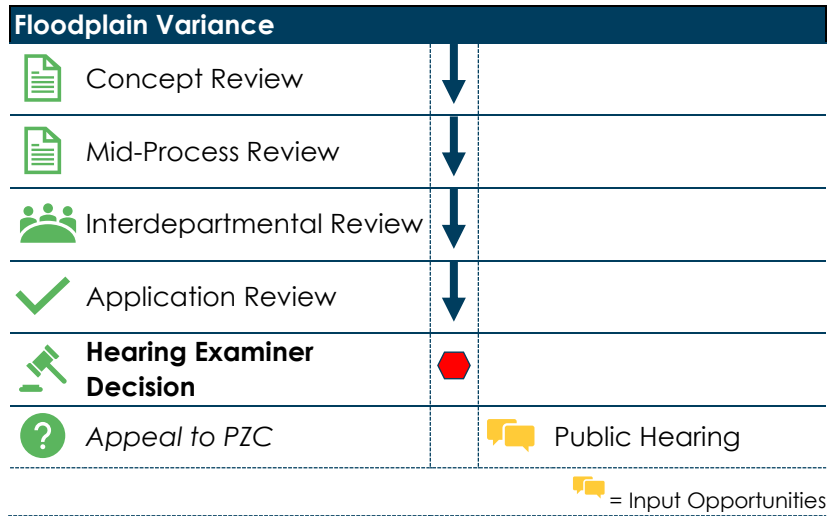 Floodplain Variance
Concept Review
Mid-Process Review
Interdepartmental Review
Application Review
Hearing Examiner
Decision
?
Appeal to PZC
Public Hearing
= Input Opportunities